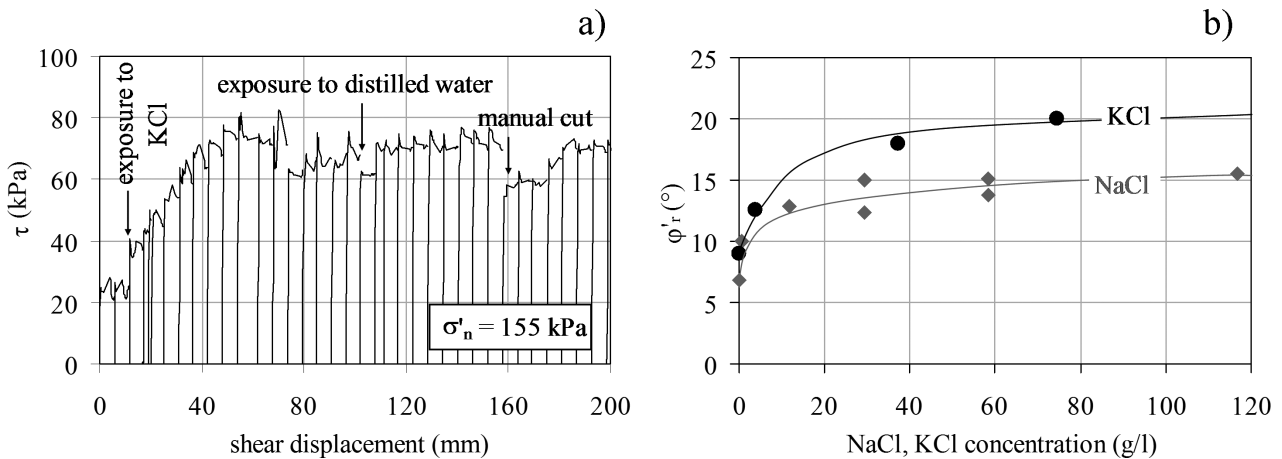 a)
100
80
60
40
20
0
τ (kPa)
exposure to
KCl
exposure to distilled water
manual cut
σ'n = 155 kPa
0 40 80 120 160 200
shear displacement (mm)
b)
25
20
15
10
5
0
φ'r (°)
KCl
NaCl
0 20 40 60 80 100 120
NaCl, KCl concentration (g/l)